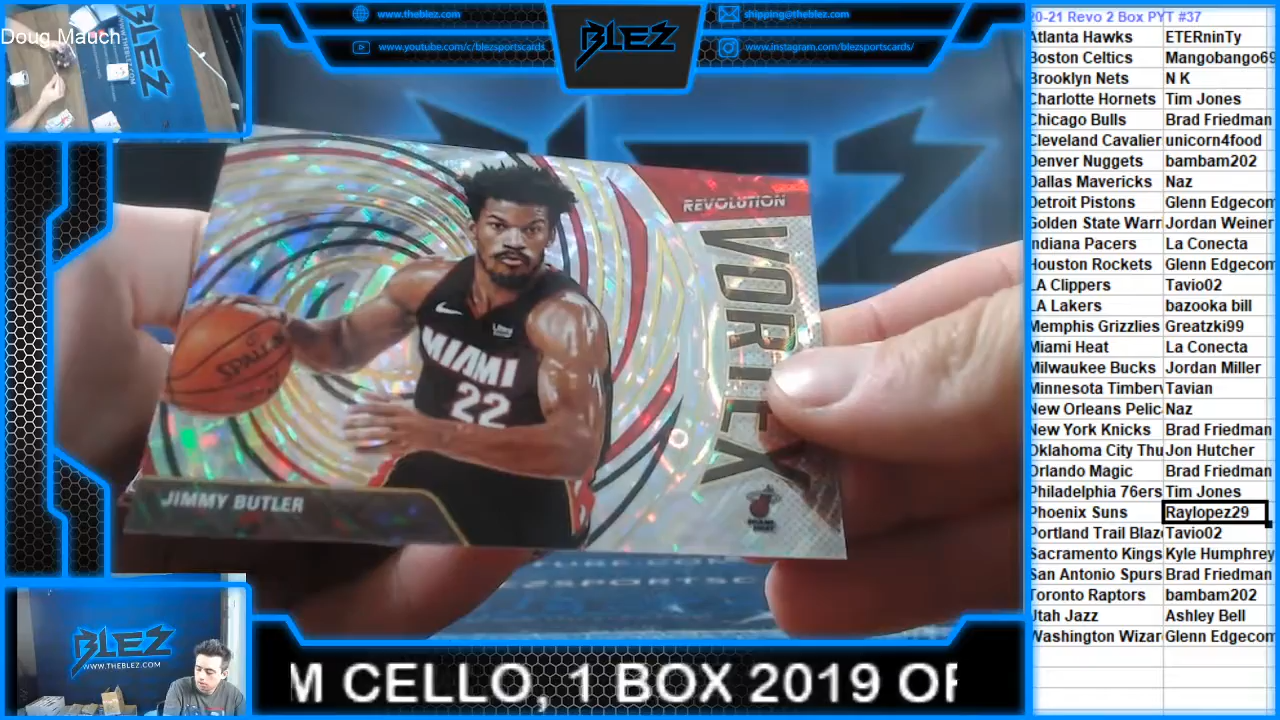 Doug Mauch
www.theblez.com
www.youtube.com/c/blezsportscards
BLEZ
shipping@theblez.com
www.instagram.com/blezsportscards/
REVOLUTION
VORTEX
SPALDING
MIAMI
22
JIMMY BUTLER
BLEZ
WWW.THEBLEZ.COM
M CELLO, 1 BOX 2019 OF
20-21 Revo 2 Box PYT #37
Atlanta Hawks ETERninTy
Boston Celtics Mangobango69
Brooklyn Nets N K
Charlotte Hornets Tim Jones
Chicago Bulls Brad Friedman
Cleveland Cavalier unicorn4food
Denver Nuggets bambam202
Dallas Mavericks Naz
Detroit Pistons Glenn Edgecom
Golden State Warr Jordan Weiner
Indiana Pacers La Conecta
Houston Rockets Glenn Edgecom
LA Clippers Tavio02
LA Lakers bazooka bill
Memphis Grizzlies Greatzki99
Miami Heat La Conecta
Milwaukee Bucks Jordan Miller
Minnesota Timberv Tavian
New Orleans Pelic Naz
New York Knicks Brad Friedman
Oklahoma City Thu Jon Hutcher
Orlando Magic Brad Friedman
Philadelphia 76ers Tim Jones
Phoenix Suns Raylopez29
Portland Trail Blaz Tavio02
Sacramento Kings Kyle Humphrey
San Antonio Spurs Brad Friedman
Toronto Raptors bambam202
Utah Jazz Ashley Bell
Washington Wizar Glenn Edgecom